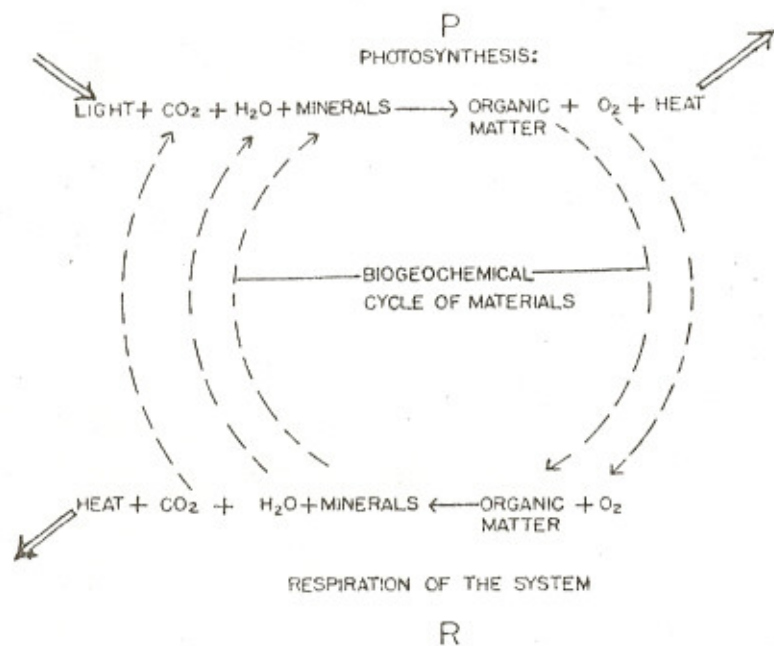 P
PHOTOSYNTHESIS:
LIGHT + CO₂ + H₂O + MINERALS ⟶ ORGANIC MATTER + O₂ + HEAT
BIOGEOCHEMICAL
CYCLE OF MATERIALS
HEAT + CO₂ + H₂O + MINERALS ⟵ ORGANIC MATTER + O₂
RESPIRATION OF THE SYSTEM
R